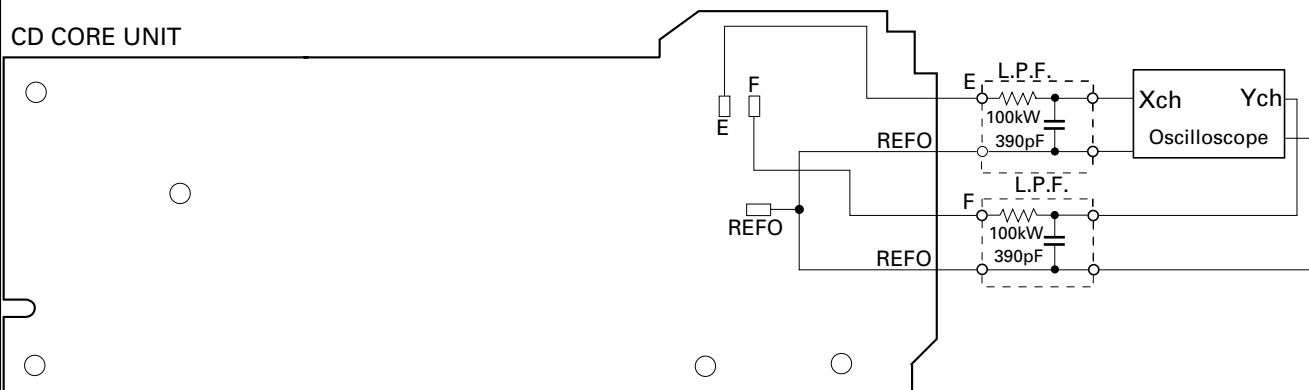 CD CORE UNIT
E
F
REFO
E
L.P.F.
100kW
390pF
REFO
Xch
Ych
Oscilloscope
F
L.P.F.
100kW
390pF
REFO